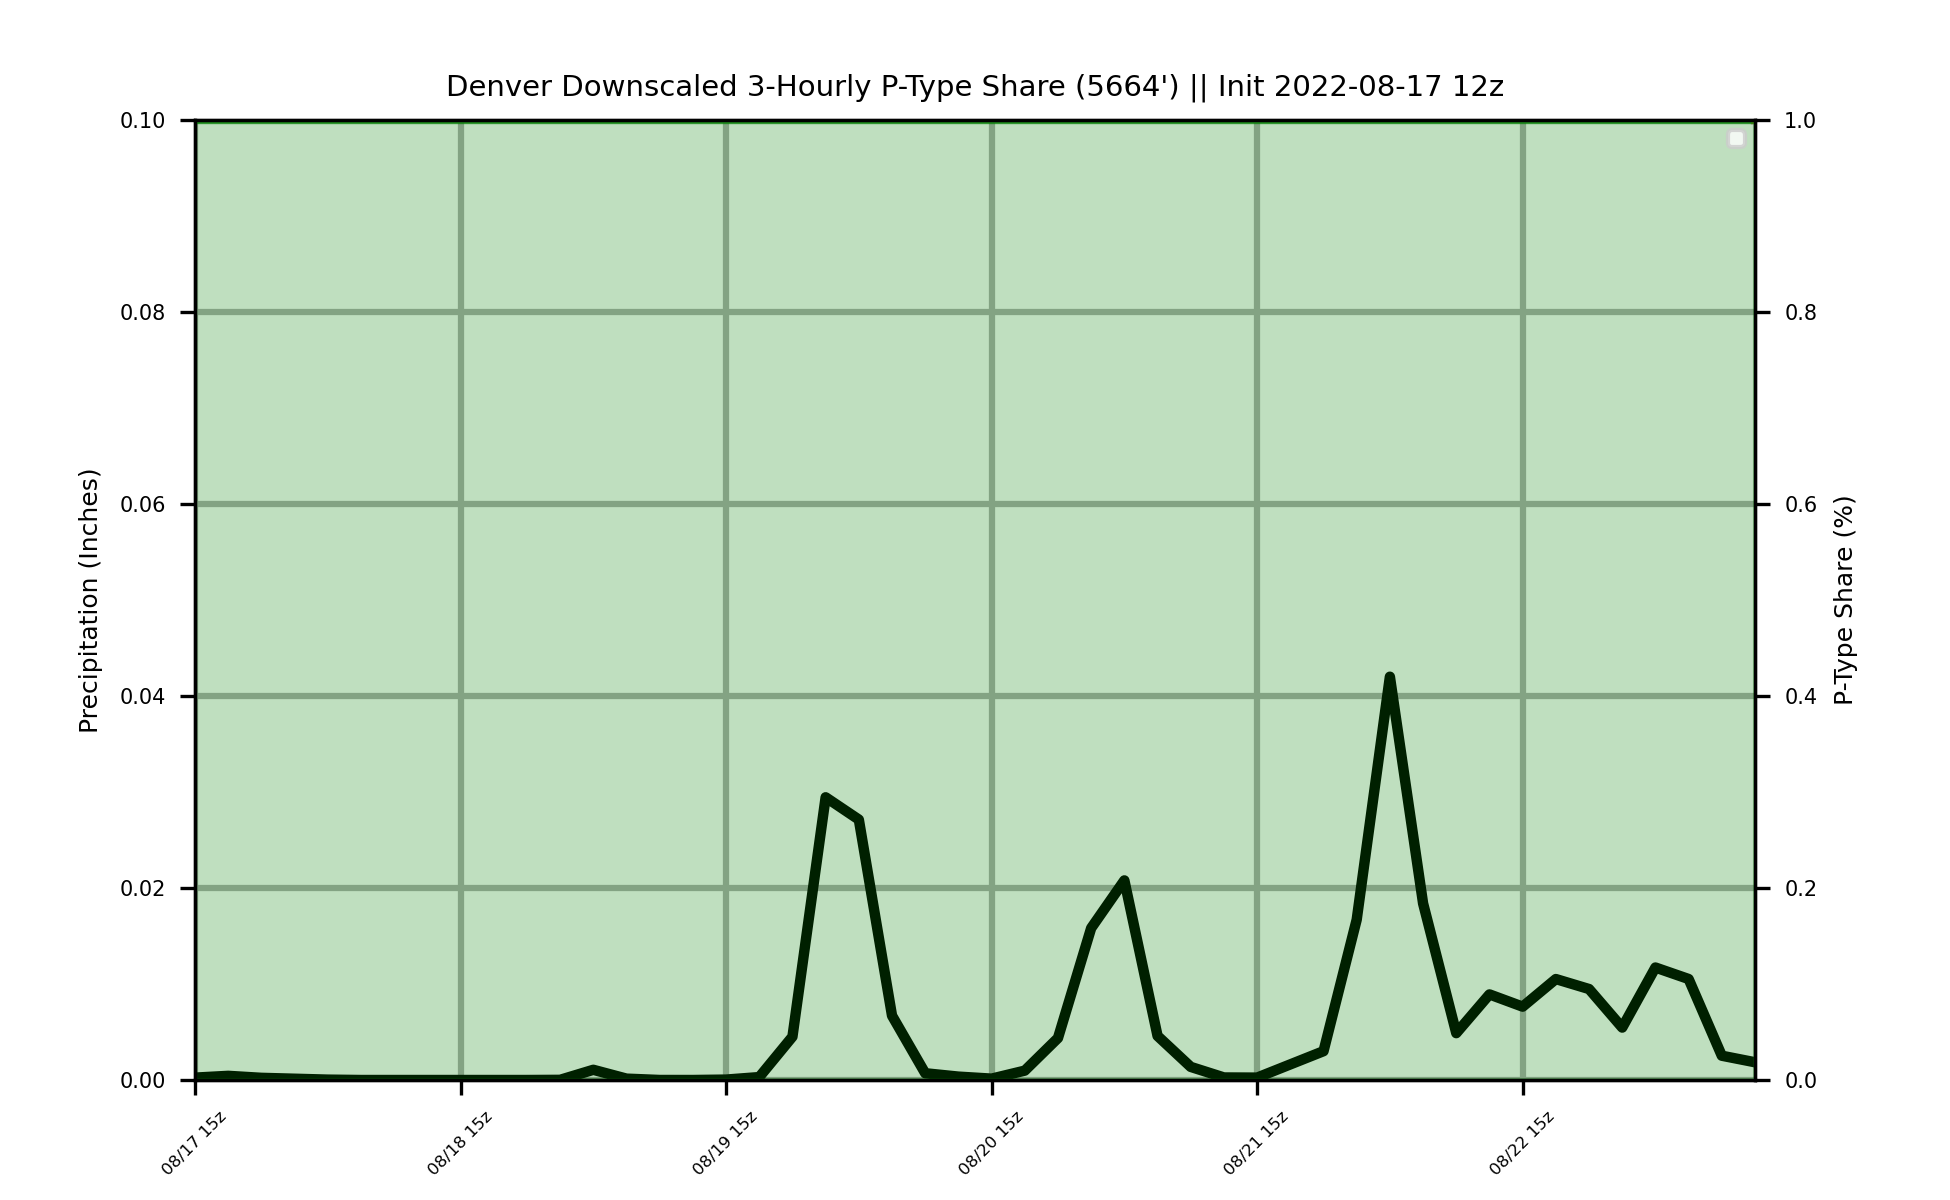 Denver Downscaled 3-Hourly P-Type Share (5664') || Init 2022-08-17 12z
Precipitation (Inches)
0.10
0.08
0.06
0.04
0.02
0.00
1.0
0.8
0.6
0.4
0.2
0.0
P-Type Share (%)
08/17 15z
08/18 15z
08/19 15z
08/20 15z
08/21 15z
08/22 15z